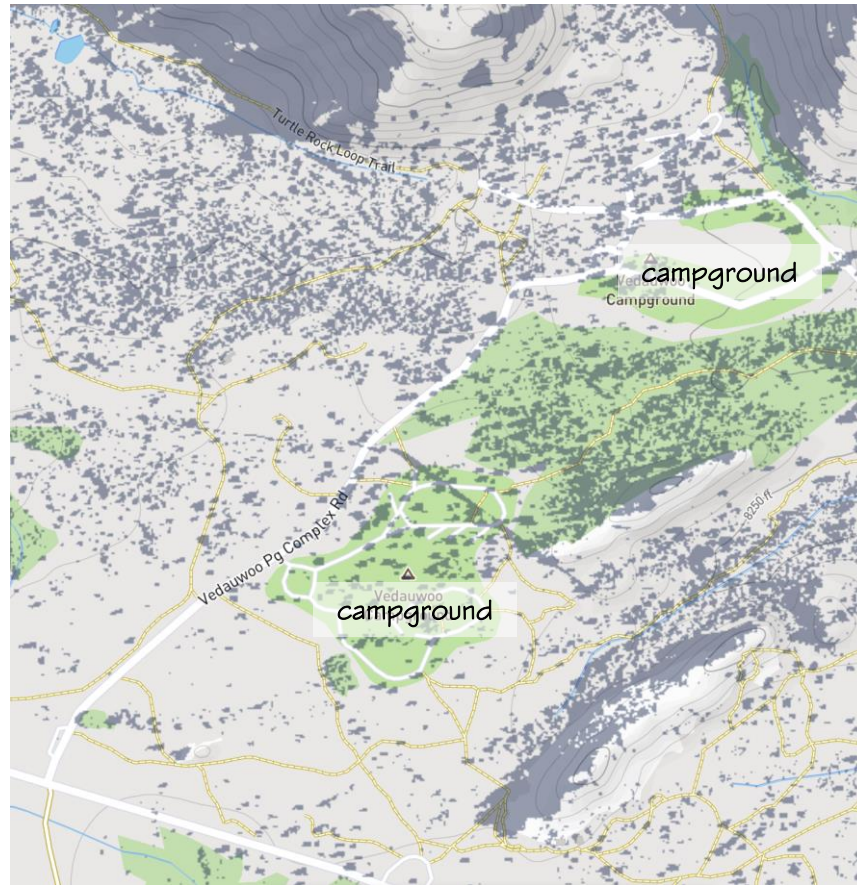 Turtle Rock Loop Trail
campground
Vedauwoo
Campground
8250 ft
Vedauwoo Pg Complex Rd
Vedauwoo
campground